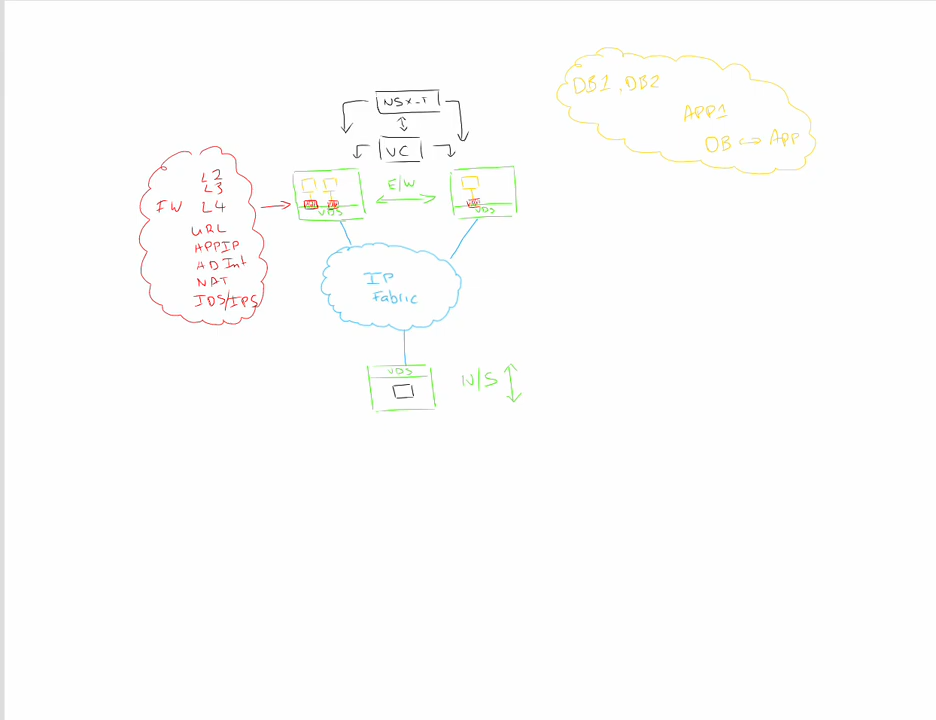 DB1, DB2
APP1
DB ↔ APP
NSX-T
VC
E/W
VDS
VDS
L2
L3
FW L4
URL
APPIP
AD Int
NAT
IDS/IPS
IP
Fabric
VDS
N/S